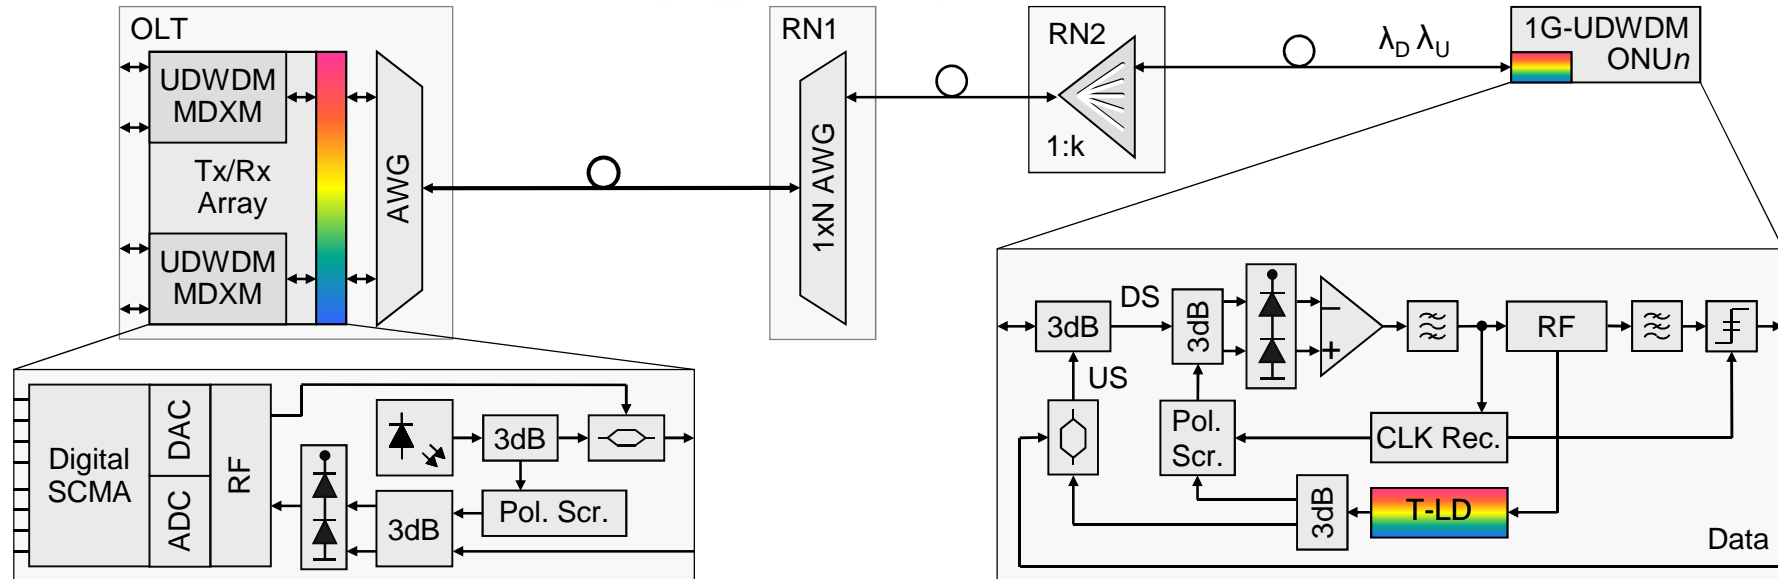 OLT
UDWDM
MDXM
Tx/Rx
Array
UDWDM
MDXM
AWG
RN1
1xN AWG
RN2
1:k
λD λU
1G-UDWDM
ONUn
Digital
SCMA
DAC
ADC
RF
3dB
Pol. Scr.
3dB
3dB
DS
3dB
US
Pol.
Scr.
RF
CLK Rec.
3dB
T-LD
Data